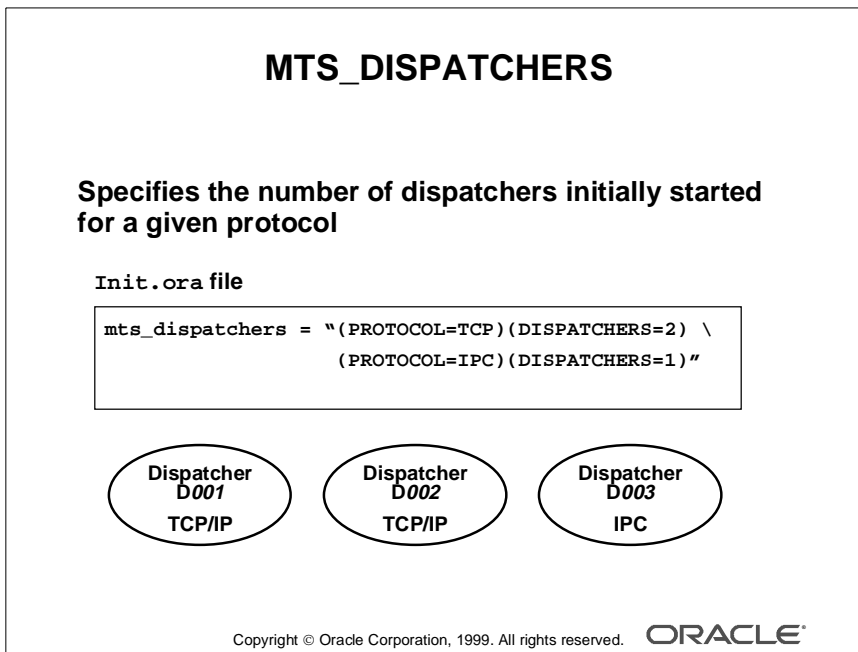 MTS_DISPATCHERS
Specifies the number of dispatchers initially started
for a given protocol
Init.ora file
mts_dispatchers = “(PROTOCOL=TCP)(DISPATCHERS=2) \
(PROTOCOL=IPC)(DISPATCHERS=1)”
Dispatcher
D001
TCP/IP
Dispatcher
D002
TCP/IP
Dispatcher
D003
IPC
Copyright © Oracle Corporation, 1999. All rights reserved. ORACLE®